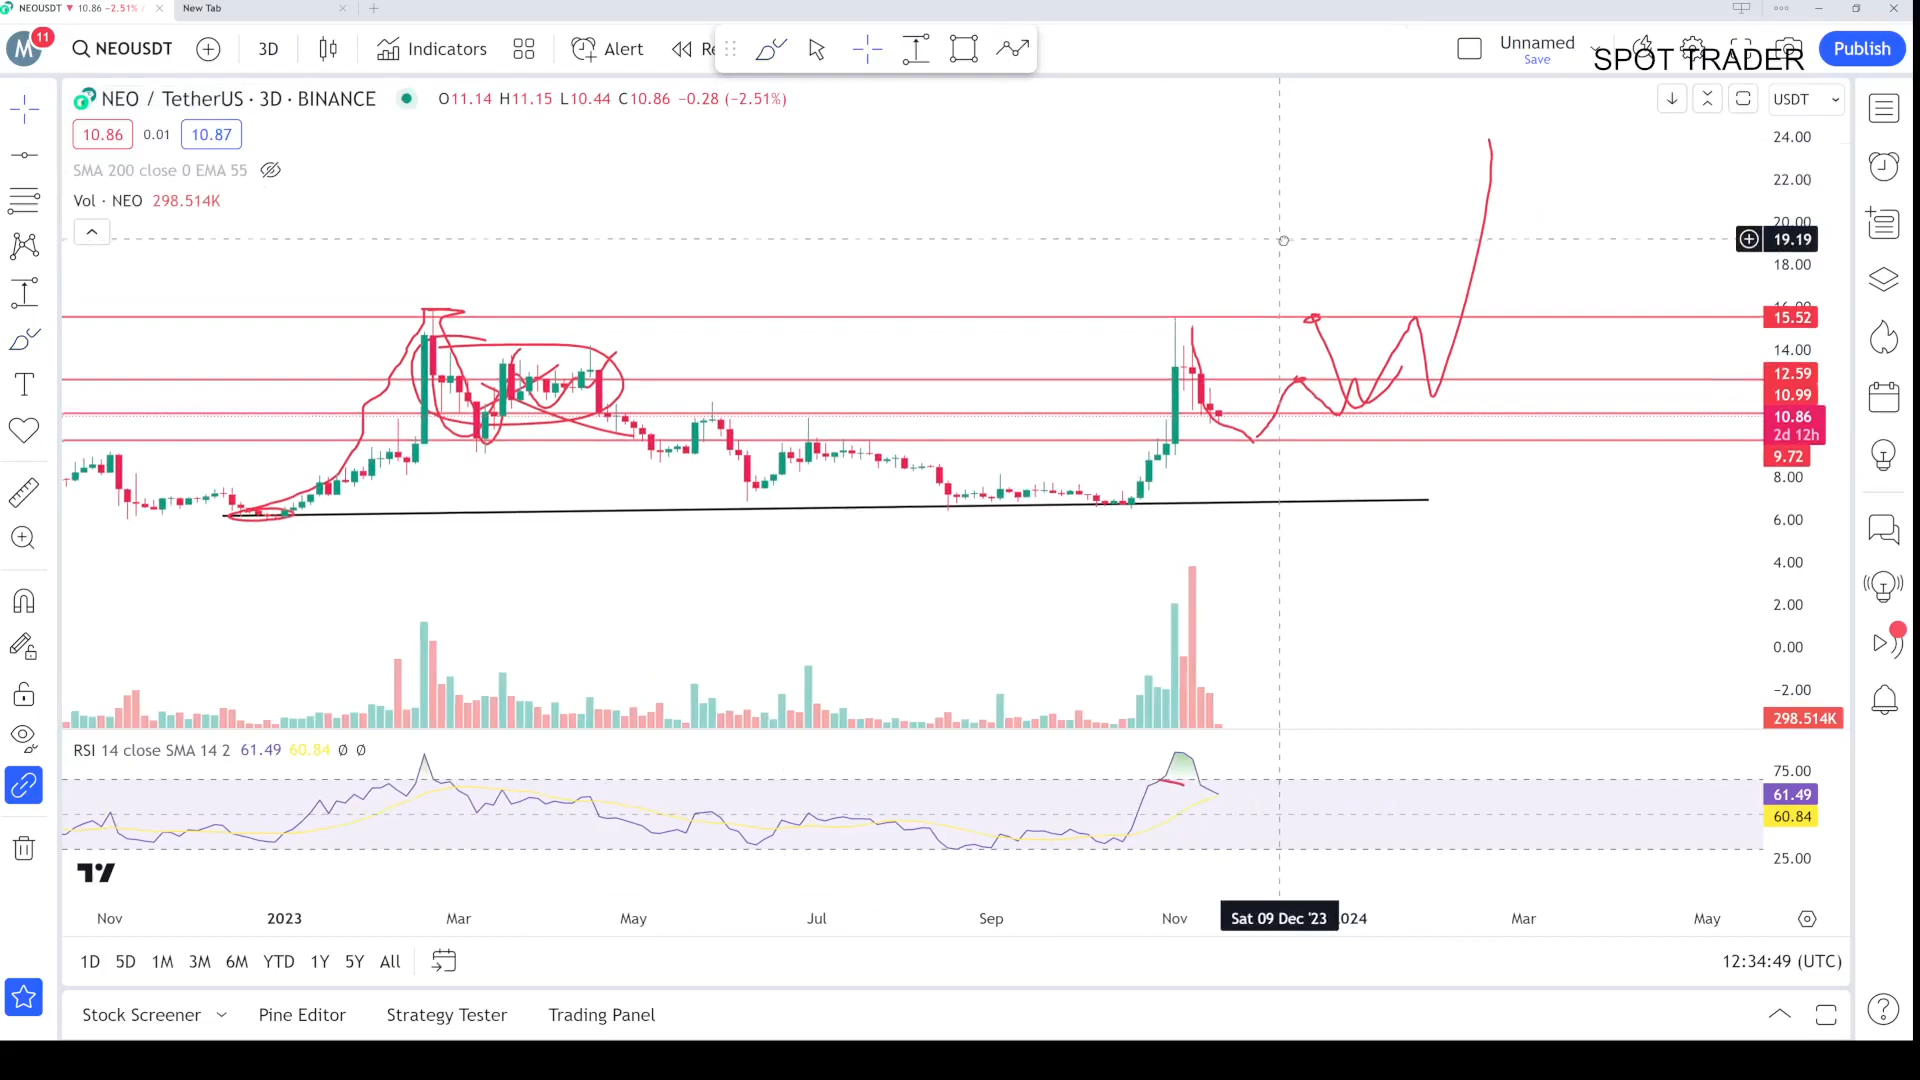 NEOUSDT ▼ 10.86 −2.51% /
New Tab
M
11
NEOUSDT
3D
Indicators
Alert
Unnamed
Save
SPOT TRADER
Publish
NEO / TetherUS · 3D · BINANCE
O11.14 H11.15 L10.44 C10.86 −0.28 (−2.51%)
USDT
10.86
0.01
10.87
SMA 200 close 0 EMA 55
Vol · NEO 298.514K
24.00
22.00
20.00
19.19
18.00
16.00
15.52
14.00
12.59
10.99
10.86
2d 12h
9.72
8.00
6.00
4.00
2.00
0.00
−2.00
298.514K
RSI 14 close SMA 14 2 61.49 60.84 Ø Ø
75.00
61.49
60.84
25.00
Nov
2023
Mar
May
Jul
Sep
Nov
Sat 09 Dec '23
024
Mar
May
1D 5D 1M 3M 6M YTD 1Y 5Y All
12:34:49 (UTC)
Stock Screener
Pine Editor
Strategy Tester
Trading Panel